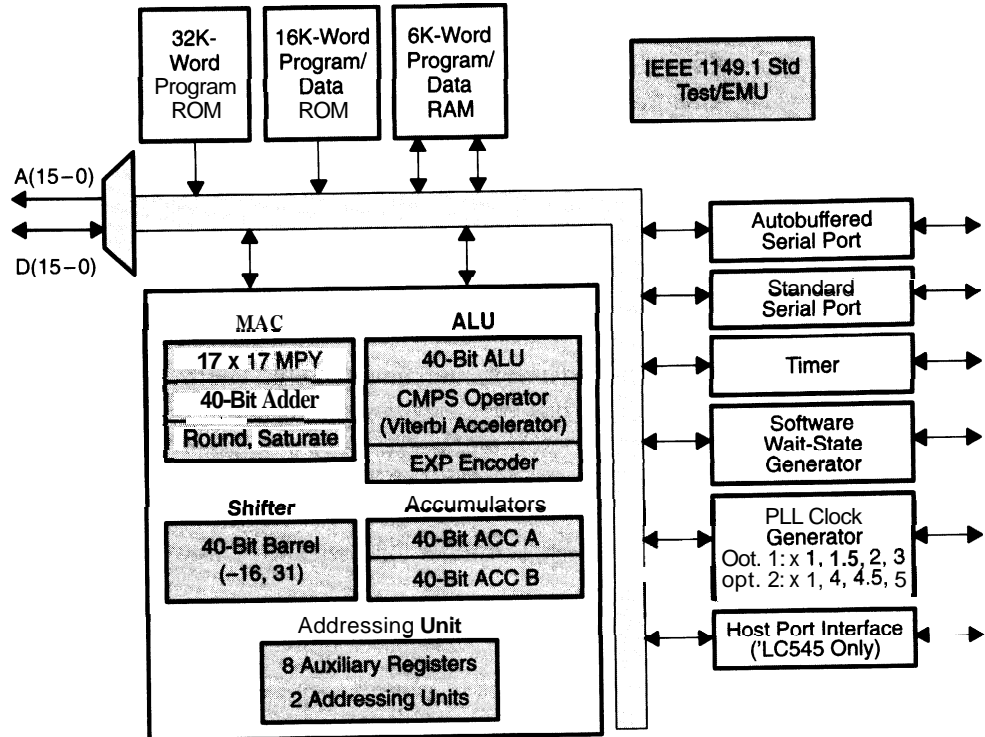 32K-
Word
Program
ROM
16K-Word
Program/
Data
ROM
6K-Word
Program/
Data
RAM
IEEE 1149.1 Std
Test/EMU
A(15–0)
D(15–0)
MAC
17 x 17 MPY
40-Bit Adder
Round, Saturate
ALU
40-Bit ALU
CMPS Operator
(Viterbi Accelerator)
EXP Encoder
Shifter
40-Bit Barrel
(–16, 31)
Accumulators
40-Bit ACC A
40-Bit ACC B
Addressing Unit
8 Auxiliary Registers
2 Addressing Units
Autobuffered
Serial Port
Standard
Serial Port
Timer
Software
Wait-State
Generator
PLL Clock
Generator
Oot. 1: x 1, 1.5, 2, 3
opt. 2: x 1, 4, 4.5, 5
Host Port Interface
('LC545 Only)